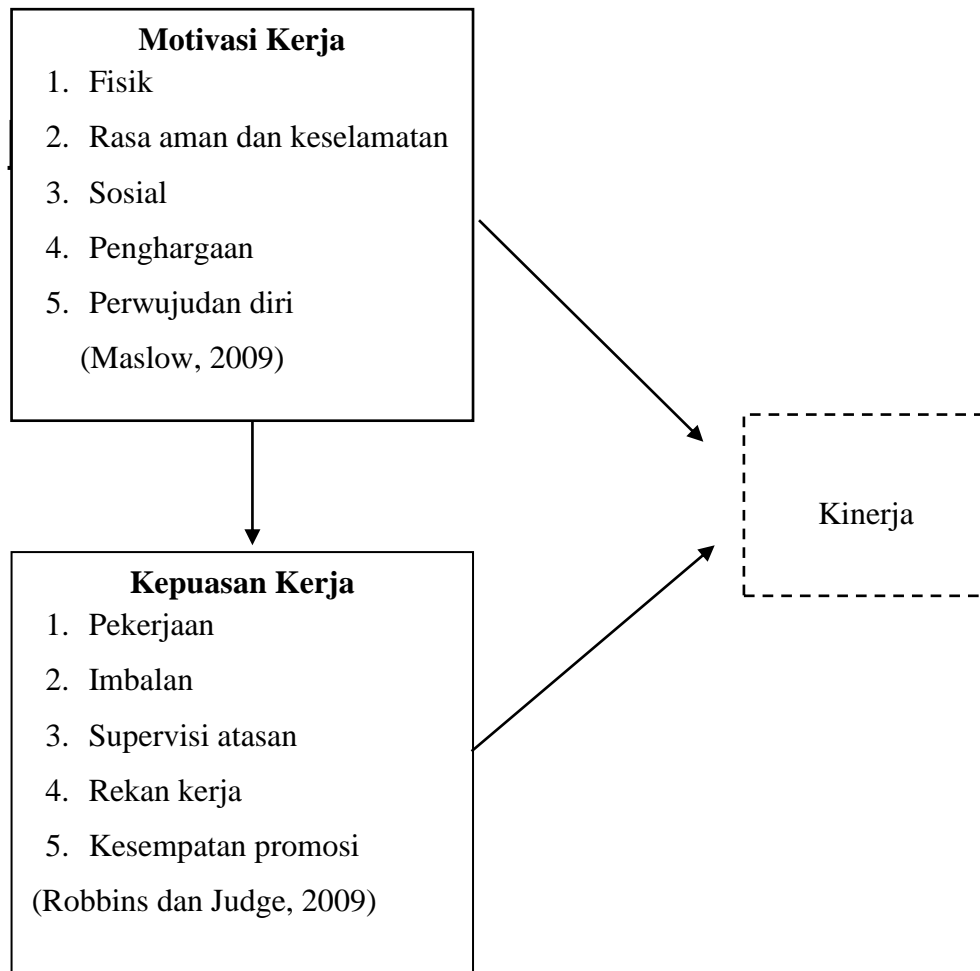 Motivasi Kerja
1. Fisik
2. Rasa aman dan keselamatan
3. Sosial
4. Penghargaan
5. Perwujudan diri
(Maslow, 2009)
Kinerja
Kepuasan Kerja
1. Pekerjaan
2. Imbalan
3. Supervisi atasan
4. Rekan kerja
5. Kesempatan promosi
(Robbins dan Judge, 2009)